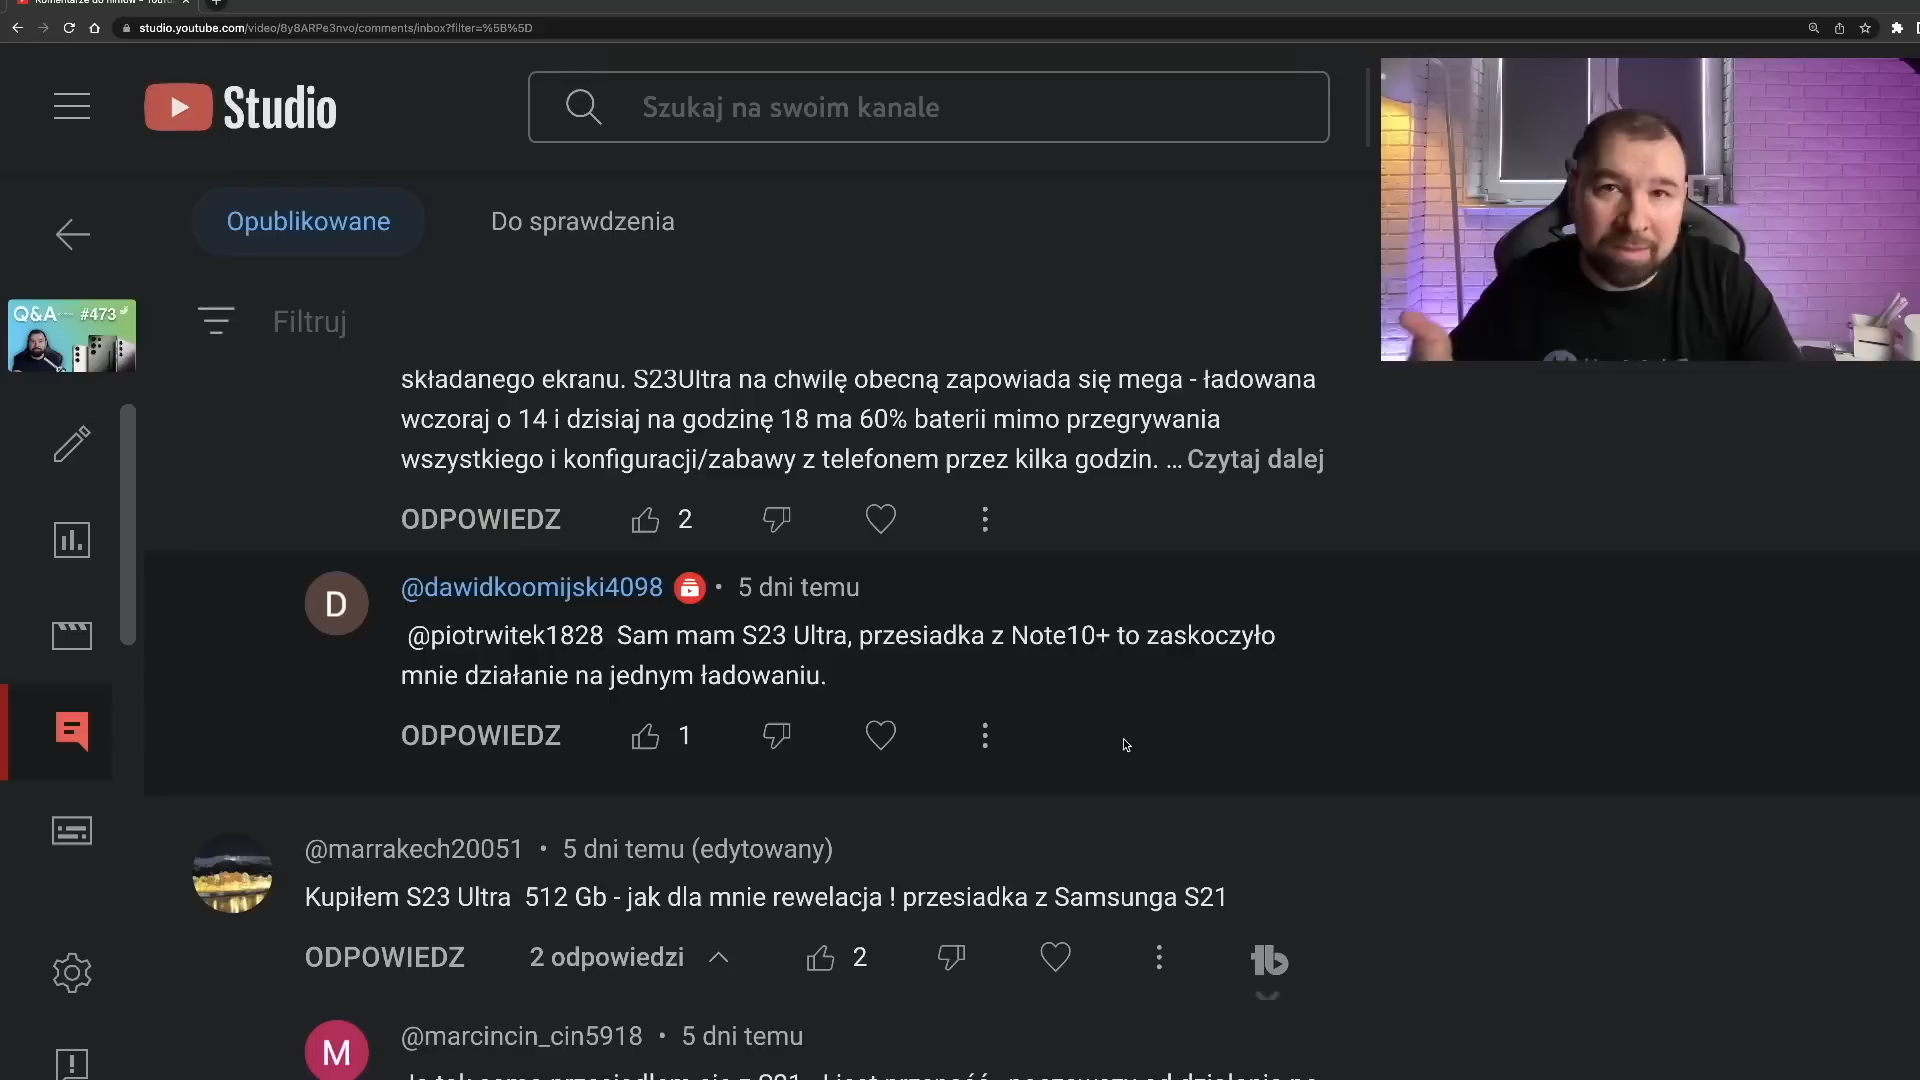 Komentarze do filmów - YouTu
studio.youtube.com/video/8y8ARPe3nvo/comments/inbox?filter=%5B%5D
Studio
Szukaj na swoim kanale
Opublikowane
Do sprawdzenia
Q&A #473
Filtruj
składanego ekranu. S23Ultra na chwilę obecną zapowiada się mega - ładowana
wczoraj o 14 i dzisiaj na godzinę 18 ma 60% baterii mimo przegrywania
wszystkiego i konfiguracji/zabawy z telefonem przez kilka godzin. ... Czytaj dalej
ODPOWIEDZ 2
D
@dawidkoomijski4098 • 5 dni temu
@piotrwitek1828 Sam mam S23 Ultra, przesiadka z Note10+ to zaskoczyło
mnie działanie na jednym ładowaniu.
ODPOWIEDZ 1
@marrakech20051 • 5 dni temu (edytowany)
Kupiłem S23 Ultra 512 Gb - jak dla mnie rewelacja ! przesiadka z Samsunga S21
ODPOWIEDZ 2 odpowiedzi 2
M
@marcincin_cin5918 • 5 dni temu